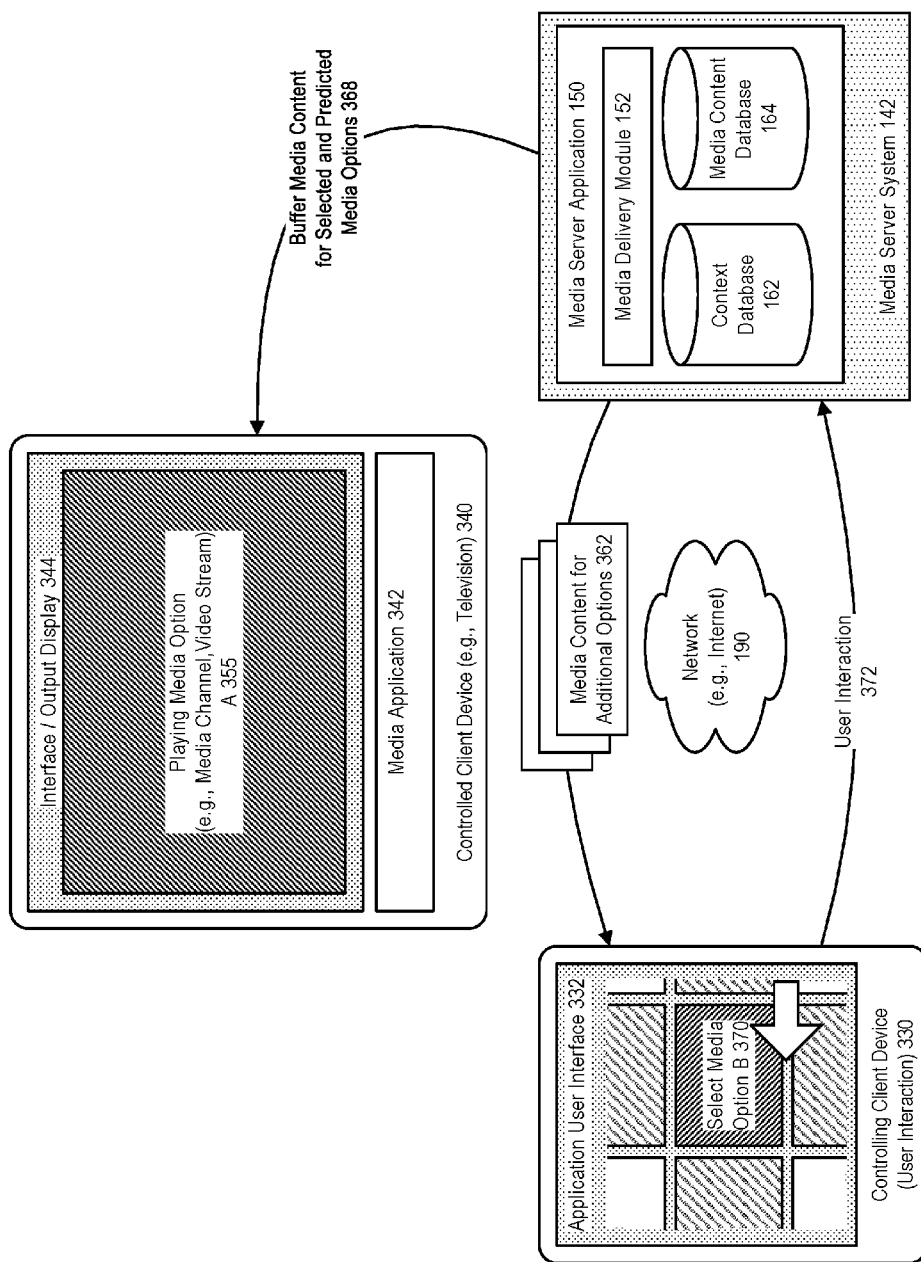 Interface / Output Display 344
Playing Media Option
(e.g., Media Channel,Video Stream)
A 355
Media Application 342
Controlled Client Device (e.g., Television) 340
Buffer Media Content
for Selected and Predicted
Media Options 368
Application User Interface 332
Select Media
Option B 370
Controlling Client Device
(User Interaction) 330
Media Content for
Additional Options 362
Network
(e.g., Internet)
190
User Interaction
372
Media Server Application 150
Media Delivery Module 152
Context
Database
162
Media Content
Database
164
Media Server System 142